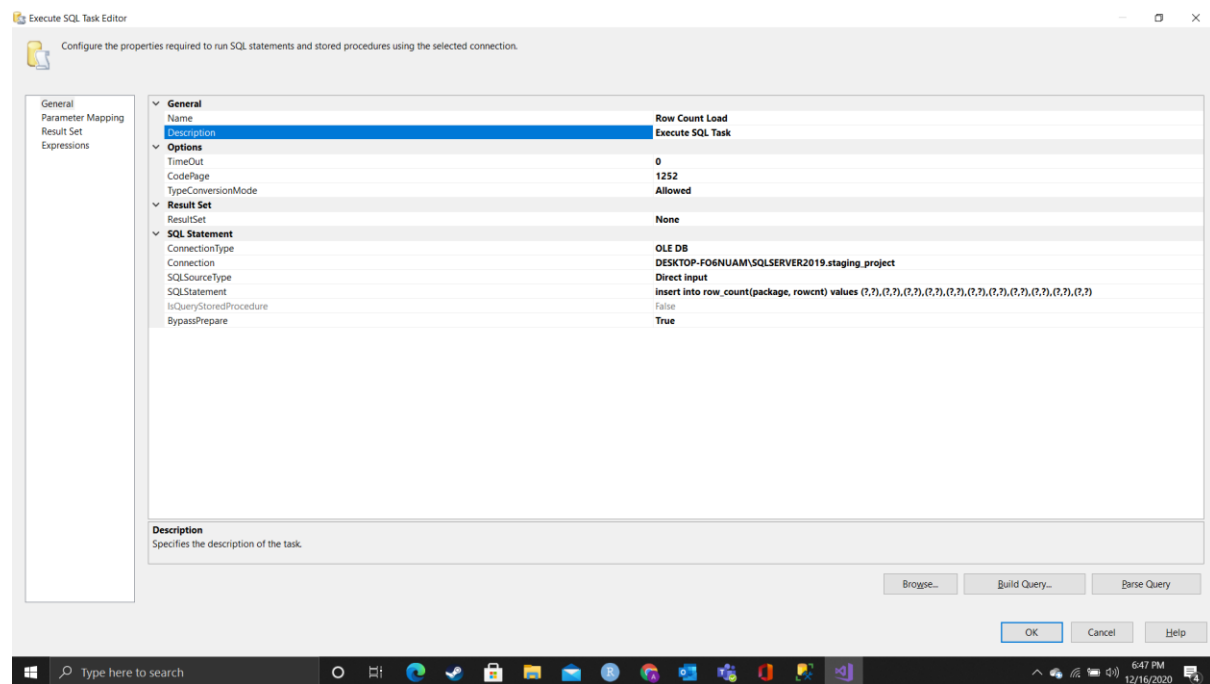 Execute SQL Task Editor
Configure the properties required to run SQL statements and stored procedures using the selected connection.
General
Parameter Mapping
Result Set
Expressions
General
Name Row Count Load
Description Execute SQL Task
Options
TimeOut 0
CodePage 1252
TypeConversionMode Allowed
Result Set
ResultSet None
SQL Statement
ConnectionType OLE DB
Connection DESKTOP-FO6NUAM\SQLSERVER2019.staging_project
SQLSourceType Direct input
SQLStatement insert into row_count(package, rowcnt) values (?,?),(?,?),(?,?),(?,?),(?,?),(?,?),(?,?),(?,?),(?,?),(?,?),(?,?)
IsQueryStoredProcedure False
BypassPrepare True
Description
Specifies the description of the task.
Browse... Build Query... Parse Query
OK Cancel Help
Type here to search
6:47 PM
12/16/2020
4